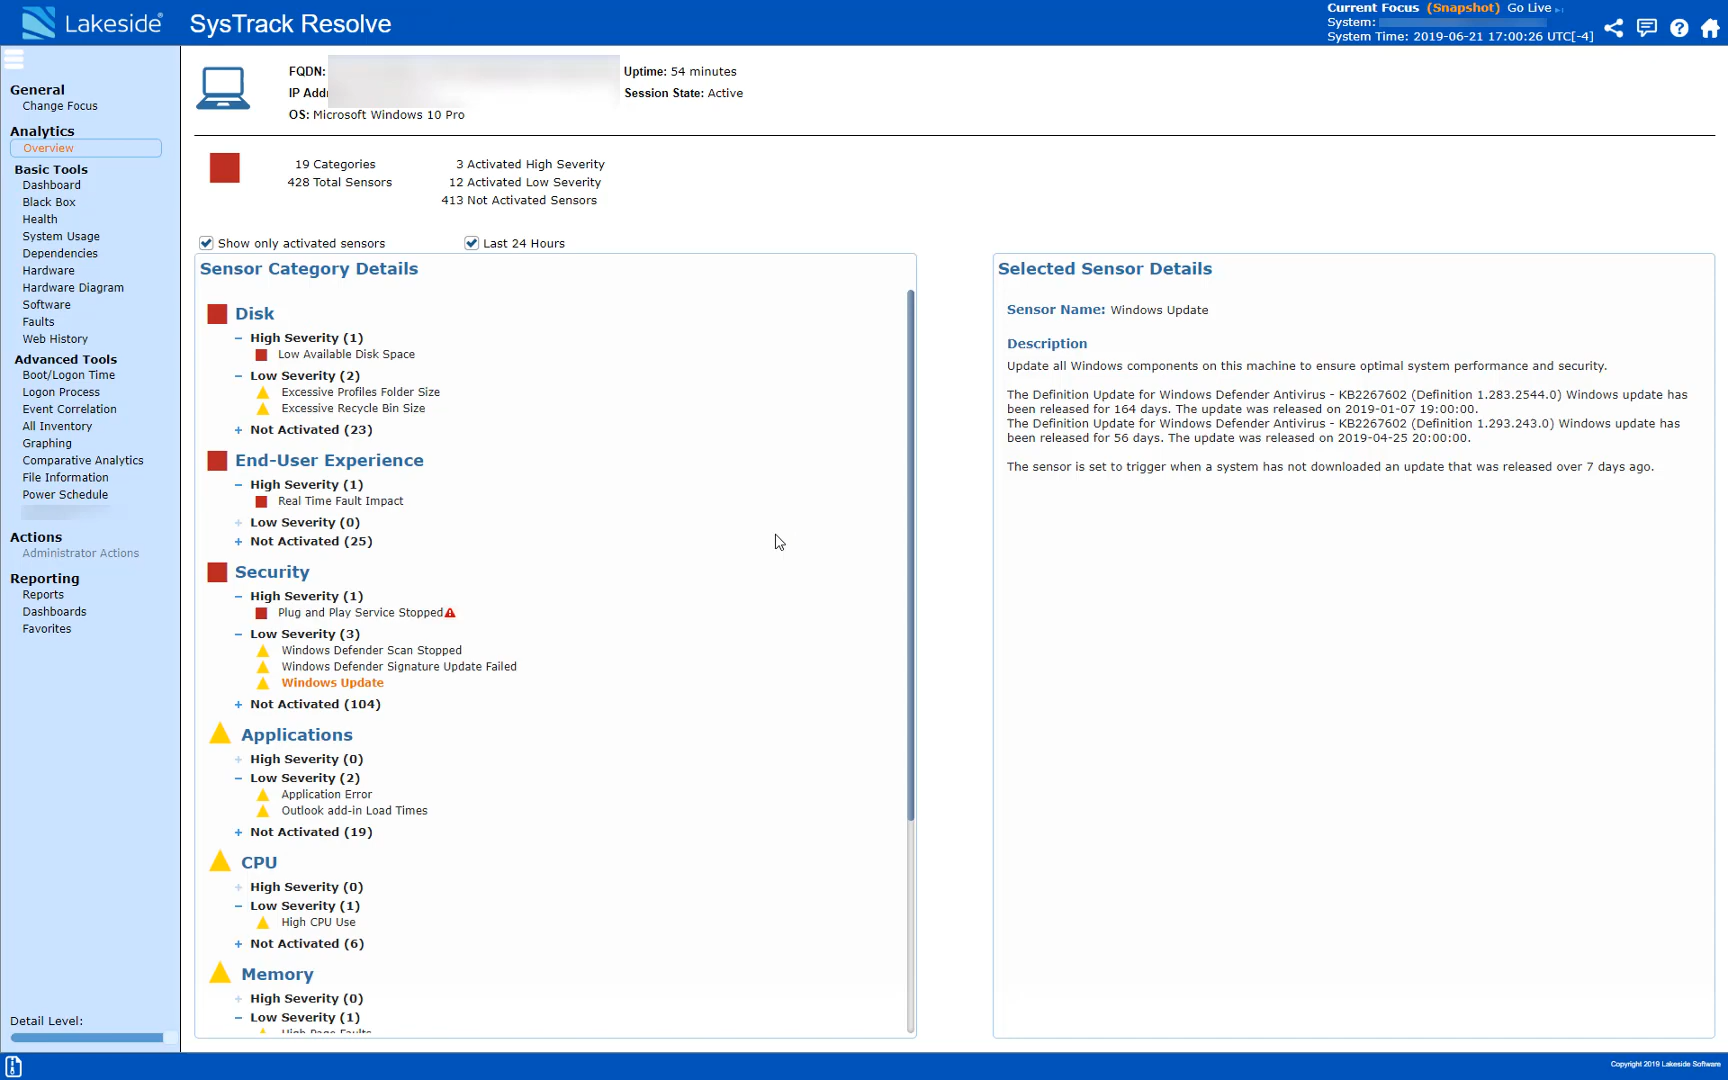 Lakeside® SysTrack Resolve
Current Focus (Snapshot) Go Live
System:
System Time: 2019-06-21 17:00:26 UTC[-4]
General
Change Focus
Analytics
Overview
Basic Tools
Dashboard
Black Box
Health
System Usage
Dependencies
Hardware
Hardware Diagram
Software
Faults
Web History
Advanced Tools
Boot/Logon Time
Logon Process
Event Correlation
All Inventory
Graphing
Comparative Analytics
File Information
Power Schedule
Actions
Administrator Actions
Reporting
Reports
Dashboards
Favorites
Detail Level:
FQDN:
Uptime: 54 minutes
IP
Session State: Active
OS: Microsoft Windows 10 Pro
19 Categories
428 Total Sensors
3 Activated High Severity
12 Activated Low Severity
413 Not Activated Sensors
Show only activated sensors
Last 24 Hours
Sensor Category Details
Disk
High Severity (1)
Low Available Disk Space
Low Severity (2)
Excessive Profiles Folder Size
Excessive Recycle Bin Size
Not Activated (23)
End-User Experience
High Severity (1)
Real Time Fault Impact
Low Severity (0)
Not Activated (25)
Security
High Severity (1)
Plug and Play Service Stopped
Low Severity (3)
Windows Defender Scan Stopped
Windows Defender Signature Update Failed
Windows Update
Not Activated (104)
Applications
High Severity (0)
Low Severity (2)
Application Error
Outlook add-in Load Times
Not Activated (19)
CPU
High Severity (0)
Low Severity (1)
High CPU Use
Not Activated (6)
Memory
High Severity (0)
Low Severity (1)
High Page Faults
Selected Sensor Details
Sensor Name: Windows Update
Description
Update all Windows components on this machine to ensure optimal system performance and security.
The Definition Update for Windows Defender Antivirus - KB2267602 (Definition 1.283.2544.0) Windows update has
been released for 164 days. The update was released on 2019-01-07 19:00:00.
The Definition Update for Windows Defender Antivirus - KB2267602 (Definition 1.293.243.0) Windows update has
been released for 56 days. The update was released on 2019-04-25 20:00:00.
The sensor is set to trigger when a system has not downloaded an update that was released over 7 days ago.
Copyright 2019 Lakeside Software